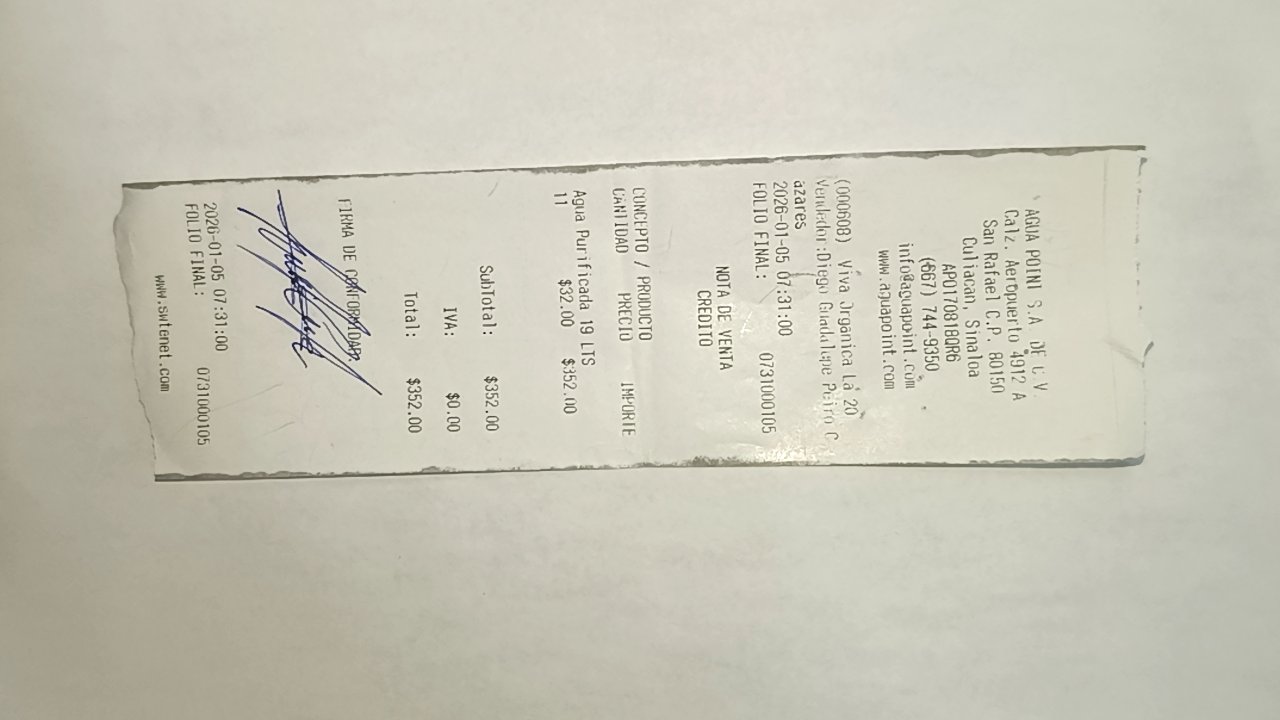 AGUA POINT S.A. DE C V
Calz. Aeropuerto 4912 A
San Rafael C.P. 80150
Culiacan, Sinaloa
APO170818QR6
(667) 744-9350
info@aguapoint.com
www.aguapoint.com
(000608) Viva Organica La 20
Vendedor:Diego Guadalupe Peiro C
azares
2026-01-05 07:31:00
FOLIO FINAL: 0731000105
NOTA DE VENTA
CREDITO
CONCEPTO / PRODUCTO
CANTIDAD PRECIO IMPORTE
Agua Purificada 19 LTS
11 $32.00 $352.00
SubTotal: $352.00
IVA: $0.00
Total: $352.00
FIRMA DE CONFORMIDAD:
2026-01-05 07:31:00
FOLIO FINAL: 0731000105
www.swtenet.com